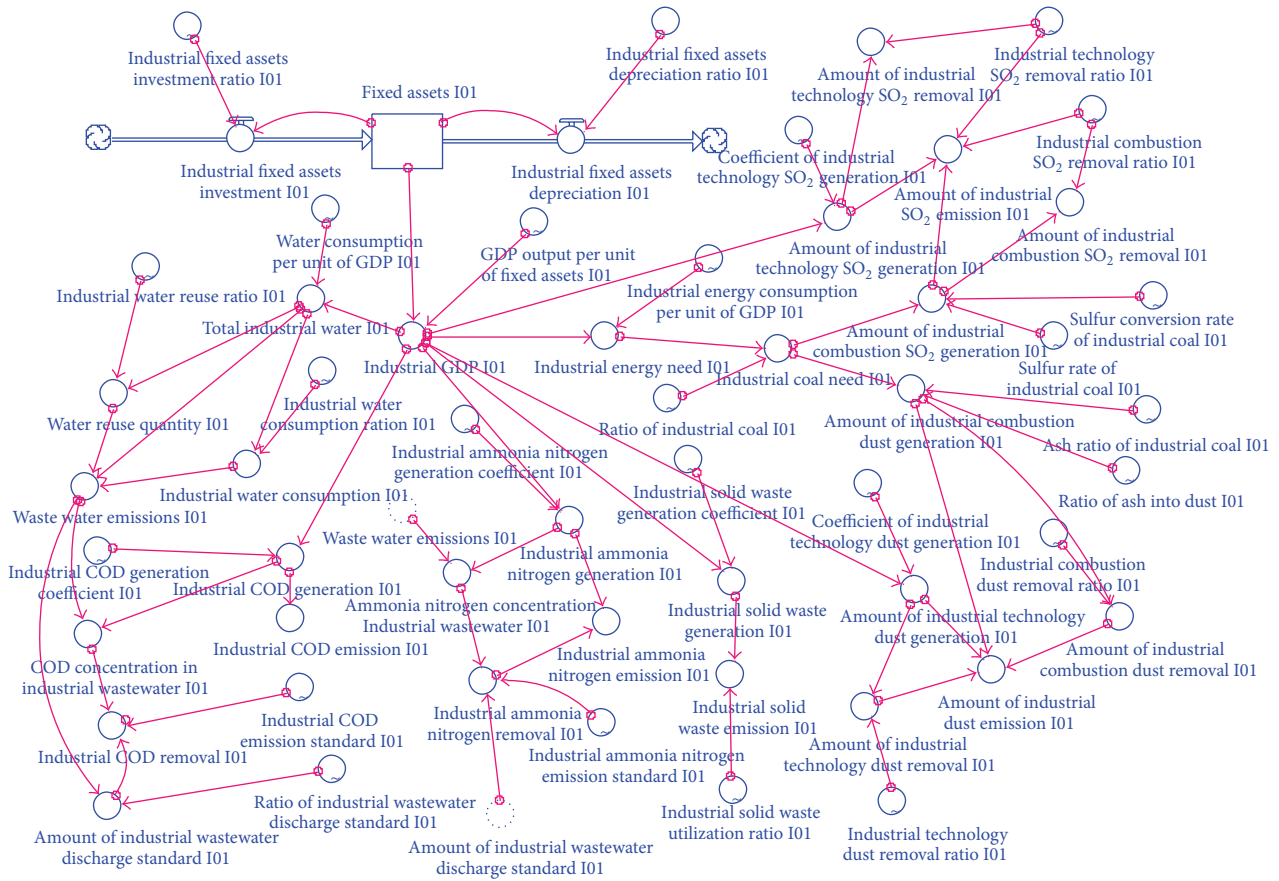 Industrial fixed assets
investment ratio I01
Fixed assets I01
Industrial fixed assets
depreciation ratio I01
Industrial fixed assets
investment I01
Industrial fixed assets
depreciation I01
Amount of industrial
technology SO₂ removal I01
Industrial technology
SO₂ removal ratio I01
Coefficient of industrial
technology SO₂ generation I01
Industrial combustion
SO₂ removal ratio I01
Amount of industrial
SO₂ emission I01
Water consumption
per unit of GDP I01
GDP output per unit
of fixed assets I01
Amount of industrial
technology SO₂ generation I01
Amount of industrial
combustion SO₂ removal I01
Industrial water reuse ratio I01
Industrial energy consumption
per unit of GDP I01
Total industrial water I01
Industrial GDP I01
Industrial energy need I01
Industrial coal need I01
Amount of industrial
combustion SO₂ generation I01
Sulfur conversion rate
of industrial coal I01
Sulfur rate of
industrial coal I01
Water reuse quantity I01
Industrial water
consumption ration I01
Ratio of industrial coal I01
Amount of industrial combustion
dust generation I01
Ash ratio of industrial coal I01
Industrial ammonia nitrogen
generation coefficient I01
Industrial water consumption I01
Industrial solid waste
generation coefficient I01
Ratio of ash into dust I01
Waste water emissions I01
Waste water emissions I01
Coefficient of industrial
technology dust generation I01
Industrial COD generation
coefficient I01
Industrial COD generation I01
Industrial ammonia
nitrogen generation I01
Industrial combustion
dust removal ratio I01
Ammonia nitrogen concentration
Industrial wastewater I01
Industrial solid waste
generation I01
Amount of industrial technology
dust generation I01
Industrial COD emission I01
COD concentration in
industrial wastewater I01
Industrial ammonia
nitrogen emission I01
Amount of industrial
combustion dust removal I01
Industrial COD
emission standard I01
Industrial ammonia
nitrogen removal I01
Industrial solid
waste emission I01
Amount of industrial
dust emission I01
Industrial COD removal I01
Industrial ammonia nitrogen
emission standard I01
Amount of industrial
technology dust removal I01
Ratio of industrial wastewater
discharge standard I01
Industrial solid waste
utilization ratio I01
Amount of industrial wastewater
discharge standard I01
Amount of industrial wastewater
discharge standard I01
Industrial technology
dust removal ratio I01